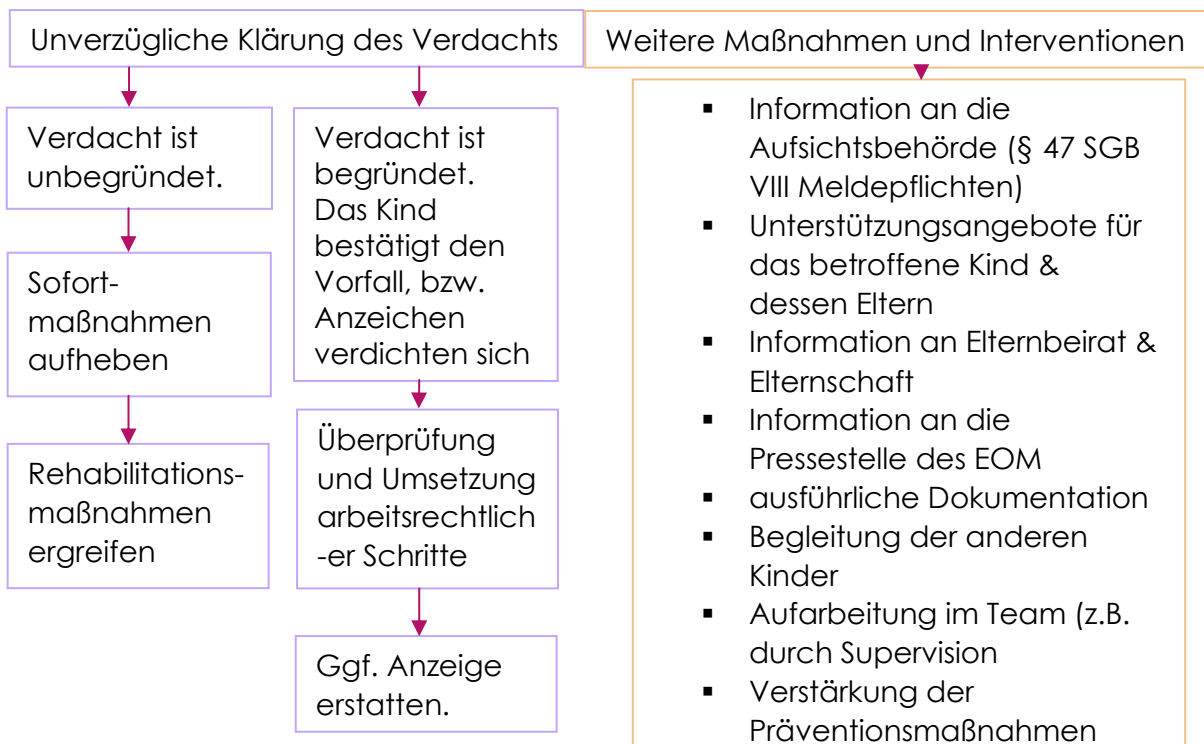 Unverzügliche Klärung des Verdachts
Verdacht ist
unbegründet.
Sofort-
maßnahmen
aufheben
Rehabilitations-
maßnahmen
ergreifen
Verdacht ist
begründet.
Das Kind
bestätigt den
Vorfall, bzw.
Anzeichen
verdichten sich
Überprüfung
und Umsetzung
arbeitsrechtlich
-er Schritte
Ggf. Anzeige
erstatten.
Weitere Maßnahmen und Interventionen
▪ Information an die
Aufsichtsbehörde (§ 47 SGB
VIII Meldepflichten)
▪ Unterstützungsangebote für
das betroffene Kind &
dessen Eltern
▪ Information an Elternbeirat &
Elternschaft
▪ Information an die
Pressestelle des EOM
▪ ausführliche Dokumentation
▪ Begleitung der anderen
Kinder
▪ Aufarbeitung im Team (z.B.
durch Supervision
▪ Verstärkung der
Präventionsmaßnahmen